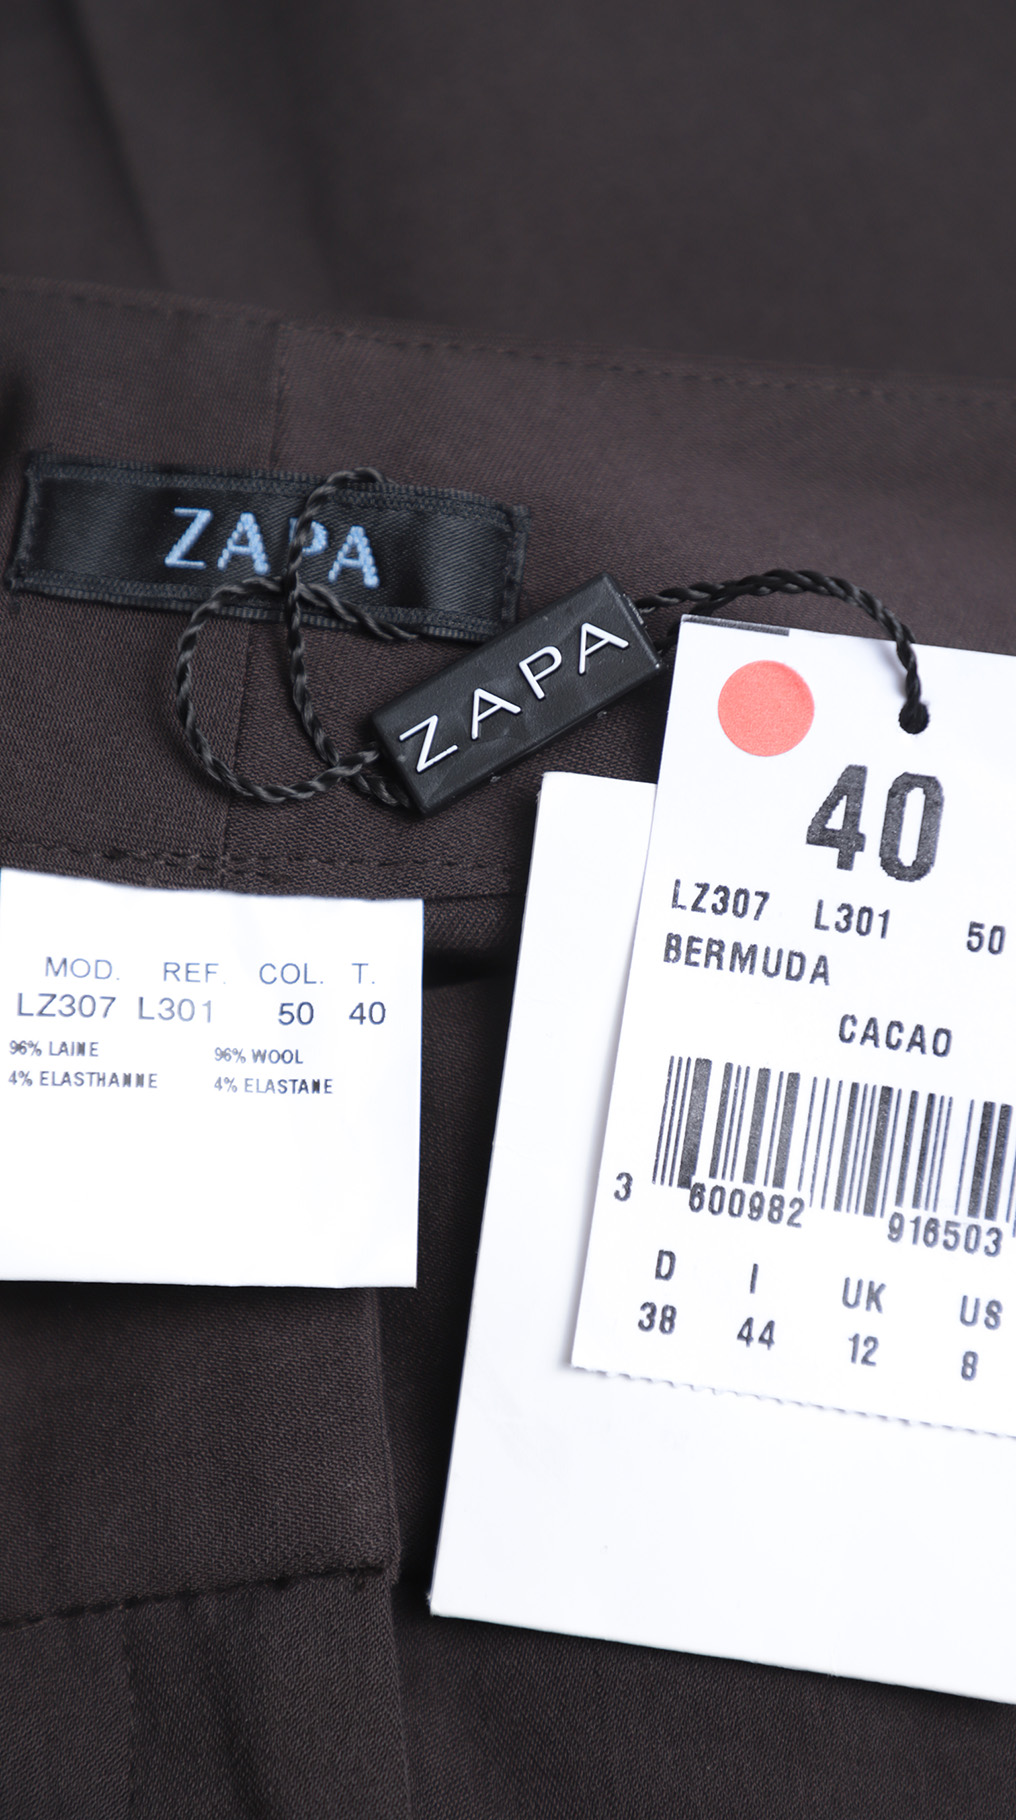 ZAPA
ZAPA
40
LZ307 L301 50
BERMUDA
CACAO
3 600982 916503
D I UK US
38 44 12 8
MOD. REF. COL. T.
LZ307 L301 50 40
96% LAINE 96% WOOL
4% ELASTHANNE 4% ELASTANE